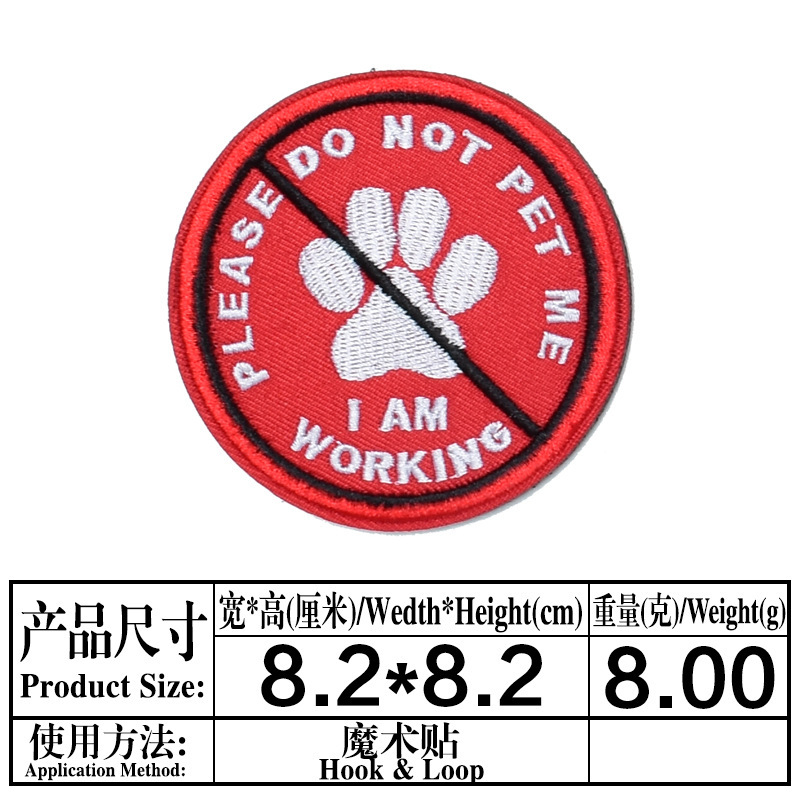 PLEASE DO NOT PET ME
I AM
WORKING
产品尺寸
Product Size:
宽*高(厘米)/Wedth*Height(cm)
重量(克)/Weight(g)
8.2*8.2
8.00
使用方法:
Application Method:
魔术贴
Hook & Loop